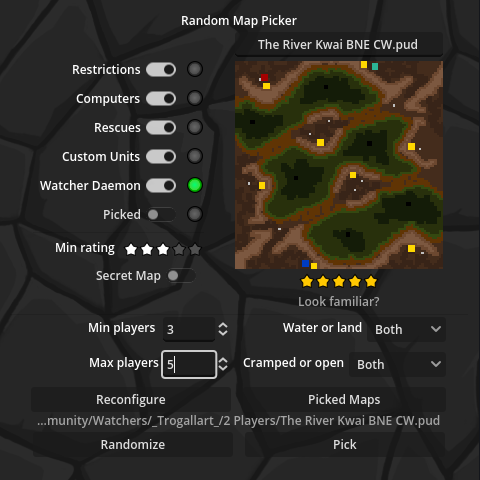 Random Map Picker
The River Kwai BNE CW.pud
Restrictions
Computers
Rescues
Custom Units
Watcher Daemon
Picked
Min rating
Secret Map
Look familiar?
Min players 3 Water or land Both
Max players 5 Cramped or open Both
Reconfigure Picked Maps
...munity/Watchers/_Trogallart_/2 Players/The River Kwai BNE CW.pud
Randomize Pick